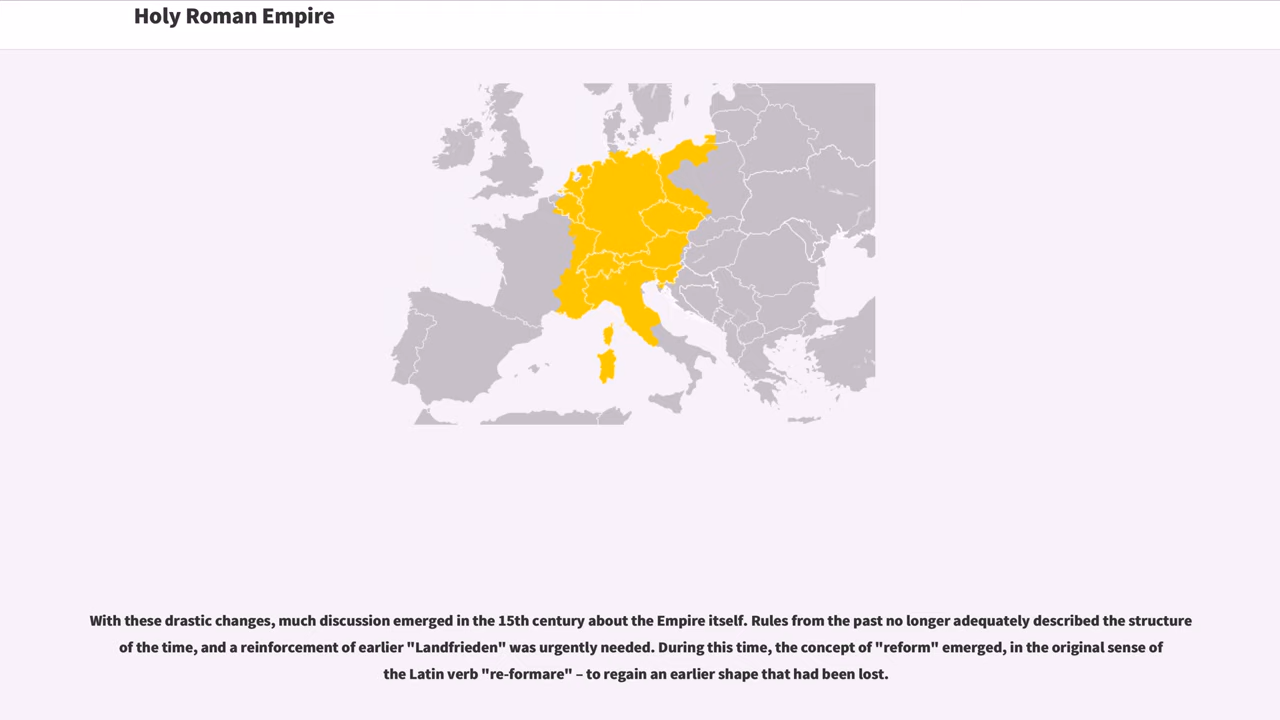 Holy Roman Empire
With these drastic changes, much discussion emerged in the 15th century about the Empire itself. Rules from the past no longer adequately described the structure
of the time, and a reinforcement of earlier "Landfrieden" was urgently needed. During this time, the concept of "reform" emerged, in the original sense of
the Latin verb "re-formare" – to regain an earlier shape that had been lost.